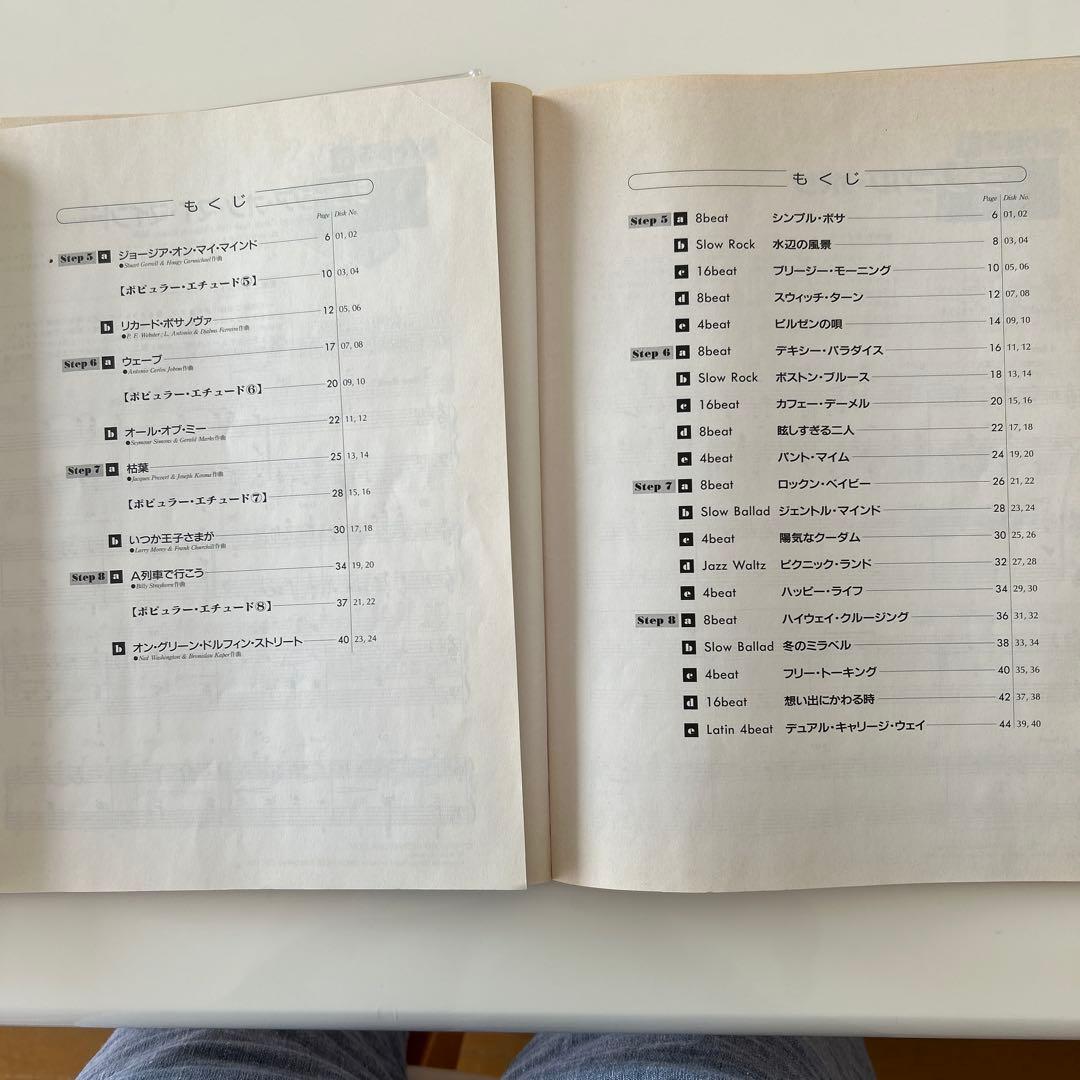 もくじ
Page Disk No.
Step 5 a ジョージア・オン・マイ・マインド 6 01, 02
●Stuart Gorrell & Hoagy Carmichael作曲
【ポピュラー・エチュード⑤】 10 03, 04
b リカード・ボサノヴァ 12 05, 06
●P. F. Webster ; L. Antonio & Djalma Ferreira作曲
Step 6 a ウェーブ 17 07, 08
●Antonio Carlos Jobim作曲
【ポピュラー・エチュード⑥】 20 09, 10
b オール・オブ・ミー 22 11, 12
●Seymour Simons & Gerald Marks作曲
Step 7 a 枯葉 25 13, 14
●Jacques Prevert & Joseph Kosma作曲
【ポピュラー・エチュード⑦】 28 15, 16
b いつか王子さまが 30 17, 18
●Larry Morey & Frank Churchill作曲
Step 8 a A列車で行こう 34 19, 20
●Billy Strayhorn作曲
【ポピュラー・エチュード⑧】 37 21, 22
b オン・グリーン・ドルフィン・ストリート 40 23, 24
●Ned Washington & Bronislau Kaper作曲
もくじ
Page Disk No.
Step 5 a 8beat シンプル・ボサ 6 01, 02
b Slow Rock 水辺の風景 8 03, 04
c 16beat ブリージー・モーニング 10 05, 06
d 8beat スウィッチ・ターン 12 07, 08
e 4beat ピルゼンの唄 14 09, 10
Step 6 a 8beat デキシー・パラダイス 16 11, 12
b Slow Rock ボストン・ブルース 18 13, 14
c 16beat カフェー・デーメル 20 15, 16
d 8beat 眩しすぎる二人 22 17, 18
e 4beat パント・マイム 24 19, 20
Step 7 a 8beat ロックン・ベイビー 26 21, 22
b Slow Ballad ジェントル・マインド 28 23, 24
c 4beat 陽気なクーダム 30 25, 26
d Jazz Waltz ピクニック・ランド 32 27, 28
e 4beat ハッピー・ライフ 34 29, 30
Step 8 a 8beat ハイウェイ・クルージング 36 31, 32
b Slow Ballad 冬のミラベル 38 33, 34
c 4beat フリー・トーキング 40 35, 36
d 16beat 想い出にかわる時 42 37, 38
e Latin 4beat デュアル・キャリージ・ウェイ 44 39, 40